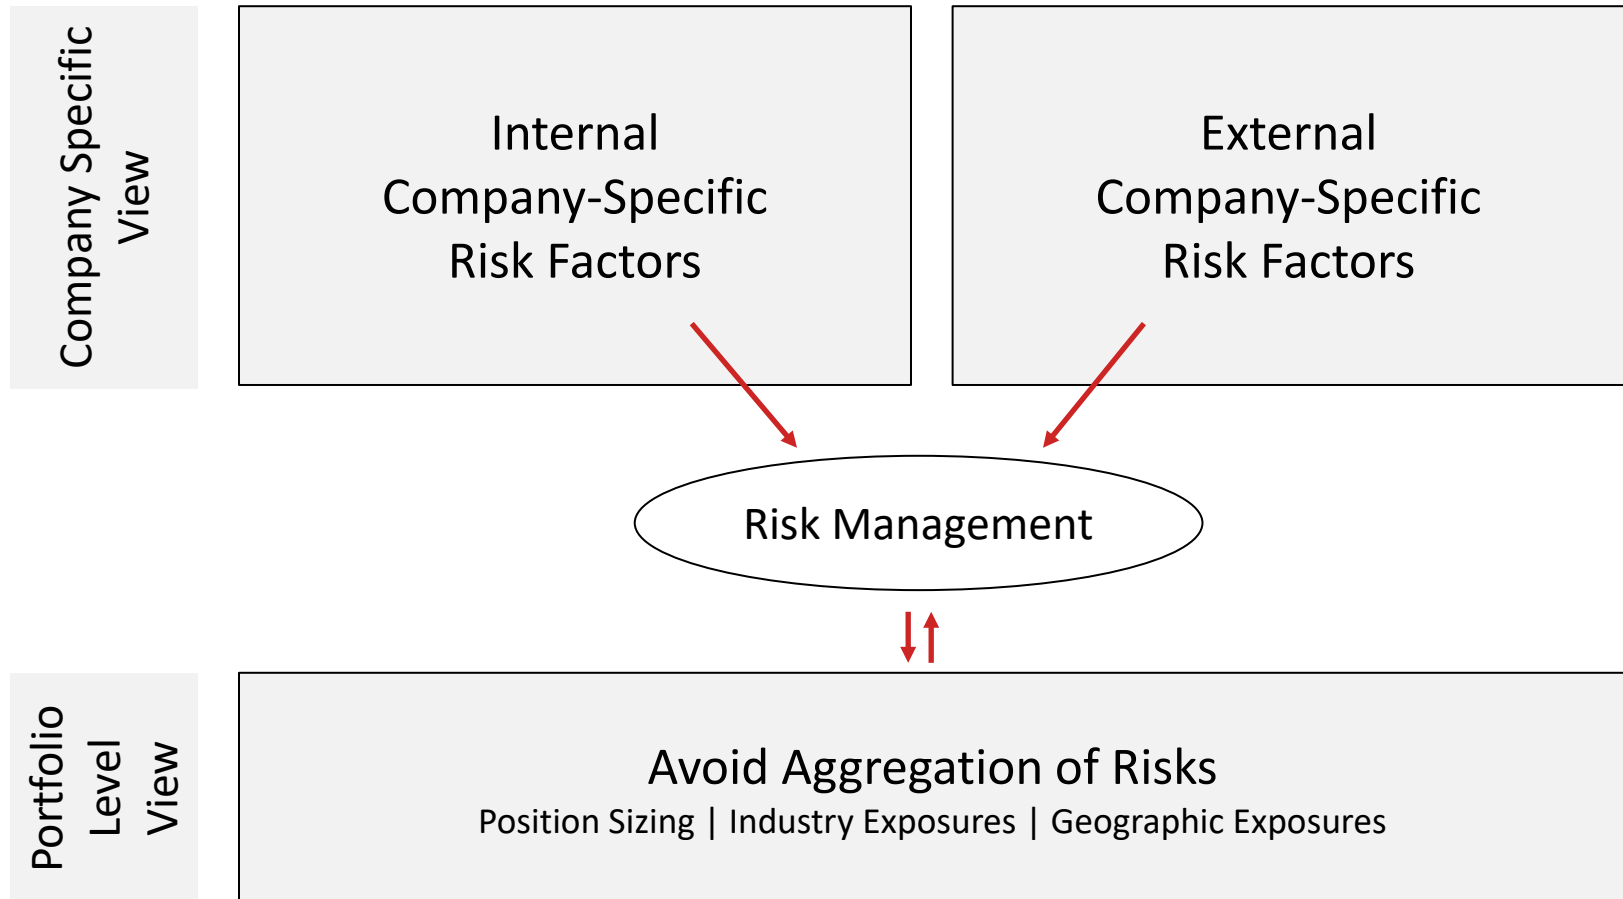 Company Specific
View
Internal
Company-Specific
Risk Factors
External
Company-Specific
Risk Factors
Risk Management
Portfolio
Level
View
Avoid Aggregation of Risks
Position Sizing | Industry Exposures | Geographic Exposures